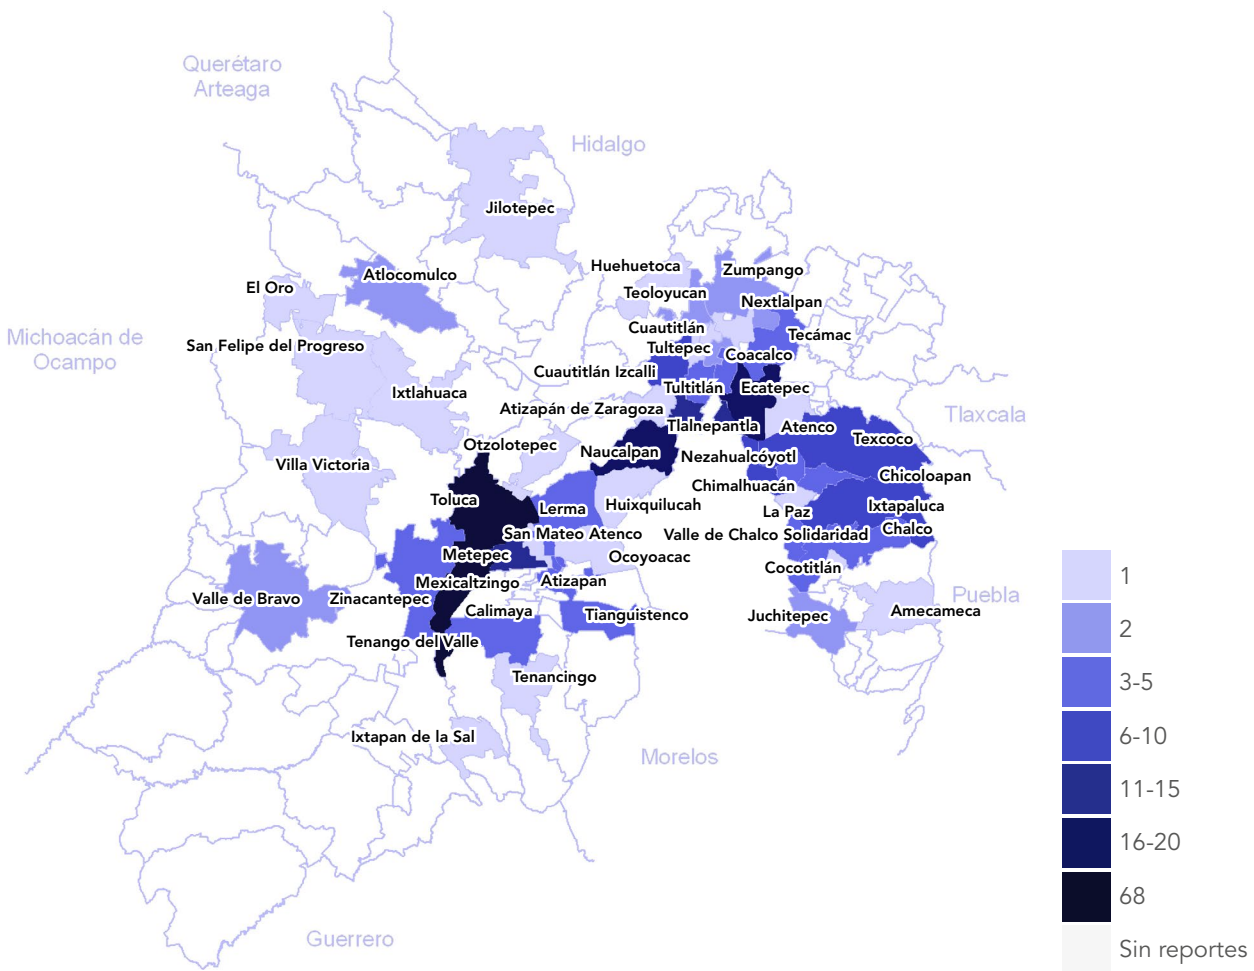 Querétaro
Arteaga
Hidalgo
Jilotepec
Huehuetoca
Zumpango
Atlocomulco
El Oro
Teoloyucan
Nextlalpan
Michoacán de
Ocampo
Cuautitlán
Tecámac
San Felipe del Progreso
Tultepec
Coacalco
Cuautitlán Izcalli
Tultitlán
Ecatepec
Ixtlahuaca
Atizapán de Zaragoza
Tlaxcala
Tlalnepantla
Atenco
Texcoco
Otzolotepec
Naucalpan
Nezahualcóyotl
Villa Victoria
Chicoloapan
Chimalhuacán
Toluca
Lerma
Huixquilucah
La Paz
Ixtapaluca
San Mateo Atenco
Valle de Chalco Solidaridad
Chalco
Metepec
Ocoyoacac
Cocotitlán
Mexicaltzingo
Atizapan
Valle de Bravo
Zinacantepec
Puebla
Calimaya
Tianguistenco
Juchitepec
Amecameca
Tenango del Valle
Tenancingo
Ixtapan de la Sal
Morelos
Guerrero
1
2
3-5
6-10
11-15
16-20
68
Sin reportes